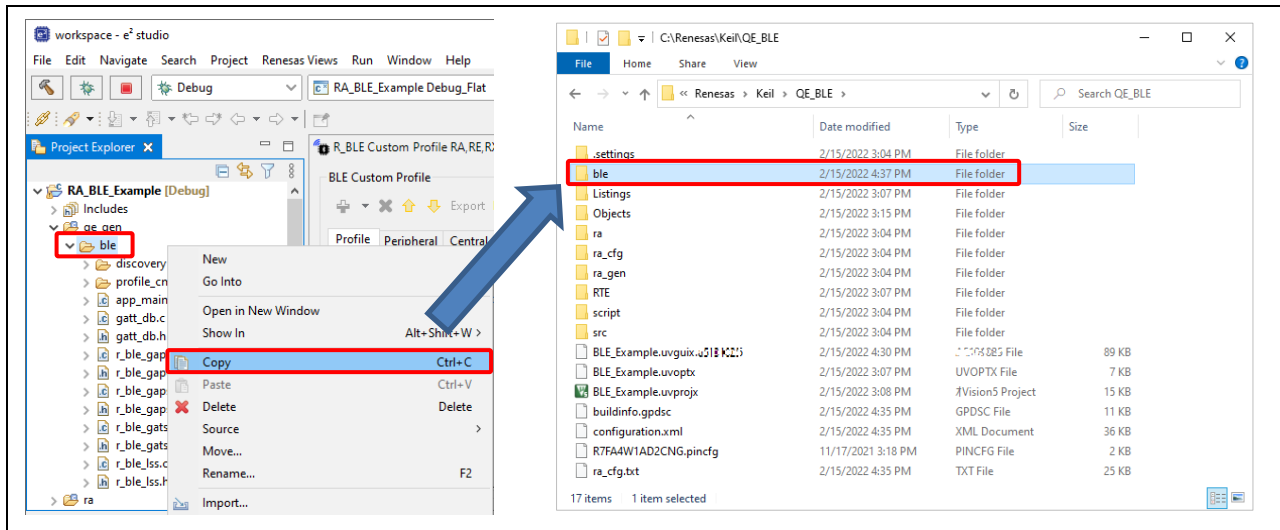 workspace - e² studio
File Edit Navigate Search Project Renesas Views Run Window Help
Debug
RA_BLE_Example Debug_Flat
Project Explorer
R_BLE Custom Profile RA,RE,RX
BLE Custom Profile
Export
Profile Peripheral Central
RA_BLE_Example [Debug]
Includes
qe_gen
ble
discovery
profile_cm
app_main
gatt_db.c
gatt_db.h
r_ble_gap
r_ble_gap
r_ble_gap
r_ble_gap
r_ble_gats
r_ble_gats
r_ble_lss.c
r_ble_lss.h
ra
New
Go Into
Open in New Window
Show In Alt+Shift+W >
Copy Ctrl+C
Paste Ctrl+V
Delete Delete
Source >
Move...
Rename... F2
Import...
C:\Renesas\Keil\QE_BLE
File Home Share View
« Renesas > Keil > QE_BLE >
Search QE_BLE
Name Date modified Type Size
.settings 2/15/2022 3:04 PM File folder
ble 2/15/2022 4:37 PM File folder
Listings 2/15/2022 3:07 PM File folder
Objects 2/15/2022 3:15 PM File folder
ra 2/15/2022 3:04 PM File folder
ra_cfg 2/15/2022 3:04 PM File folder
ra_gen 2/15/2022 3:04 PM File folder
RTE 2/15/2022 3:07 PM File folder
script 2/15/2022 3:04 PM File folder
src 2/15/2022 3:04 PM File folder
BLE_Example.uvguix. 2/15/2022 4:30 PM File 89 KB
BLE_Example.uvoptx 2/15/2022 3:07 PM UVOPTX File 7 KB
BLE_Example.uvprojx 2/15/2022 3:08 PM µVision5 Project 15 KB
buildinfo.gpdsc 2/15/2022 4:35 PM GPDSC File 11 KB
configuration.xml 2/15/2022 4:35 PM XML Document 36 KB
R7FA4W1AD2CNG.pincfg 11/17/2021 3:18 PM PINCFG File 2 KB
ra_cfg.txt 2/15/2022 4:35 PM TXT File 25 KB
17 items 1 item selected